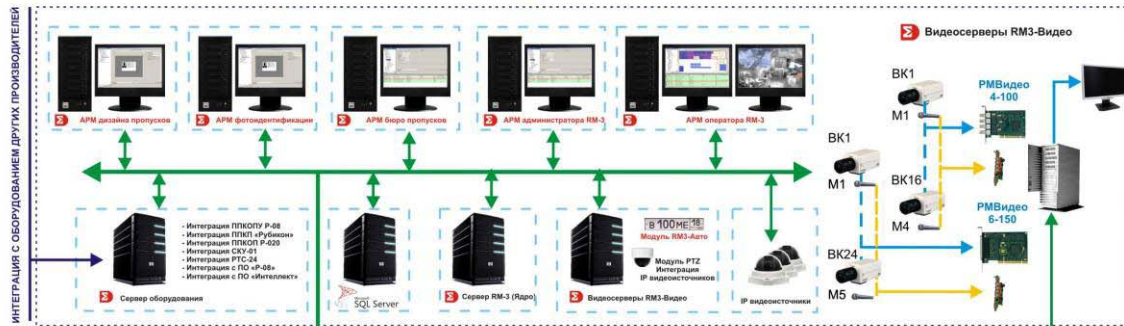 ИНТЕГРАЦИЯ С ОБОРУДОВАНИЕМ ДРУГИХ ПРОИЗВОДИТЕЛЕЙ
АРМ дизайна пропусков
АРМ фотоидентификации
АРМ бюро пропусков
АРМ администратора RM-3
АРМ оператора RM-3
- Интеграция ППКОПУ Р-08
- Интеграция ППКП «Рубикон»
- Интеграция ППКОП Р-020
- Интеграция СКУ-01
- Интеграция РТС-24
- Интеграция с ПО «Р-08»
- Интеграция с ПО «Интеллект»
Сервер оборудования
Microsoft
SQL Server
Сервер RM-3 (Ядро)
В 100МЕ 18
Модуль RM3-Авто
Модуль PTZ
Интеграция
IP видеоисточников
Видеосерверы RM3-Видео
IP видеоисточники
Видеосерверы RM3-Видео
ВК1
М1
ВК16
М4
ВК1
М1
ВК24
М5
РМВидео
4-100
РМВидео
6-150